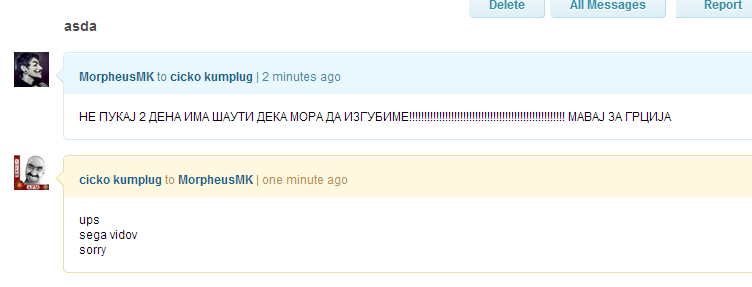 Delete
All Messages
Report
asda
MorpheusMK to cicko kumplug | 2 minutes ago
НЕ ПУКАЈ 2 ДЕНА ИМА ШАУТИ ДЕКА МОРА ДА ИЗГУБИМЕ!!!!!!!!!!!!!!!!!!!!!!!!!!!!!!!!!!!!!!!!!!!!!!!!!!!! МАВАЈ ЗА ГРЦИЈА
cicko kumplug to MorpheusMK | one minute ago
ups
sega vidov
sorry